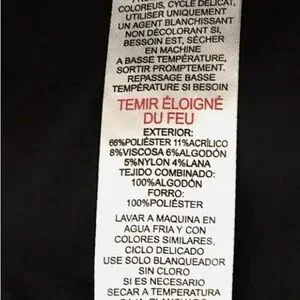 COLOREUS, CYCLE DELICAT,
UTILISER UNIQUEMENT
UN AGENT BLANCHISSANT
NON DÉCOLORANT SI,
BESOIN EST, SÉCHER
EN MACHINE
A BASSE TEMPÉRATURE,
SORTIR PROMPTEMENT.
REPASSAGE BASSE
TEMPÉRATURE SI BESOIN
TEMIR ÉLOIGNÉ
DU FEU
EXTERIOR:
66%POLIÉSTER 11%ACRÍLICO
8%VISCOSA 6%ALGODÓN
5%NYLON 4%LANA
TEJIDO COMBINADO:
100%ALGODÓN
FORRO:
100%POLIÉSTER
LAVAR A MAQUINA EN
AGUA FRIA Y CON
COLORES SIMILARES,
CICLO DELICADO
USE SOLO BLANQUEADOR
SIN CLORO
SI ES NECESARIO
SECAR A TEMPERATURA